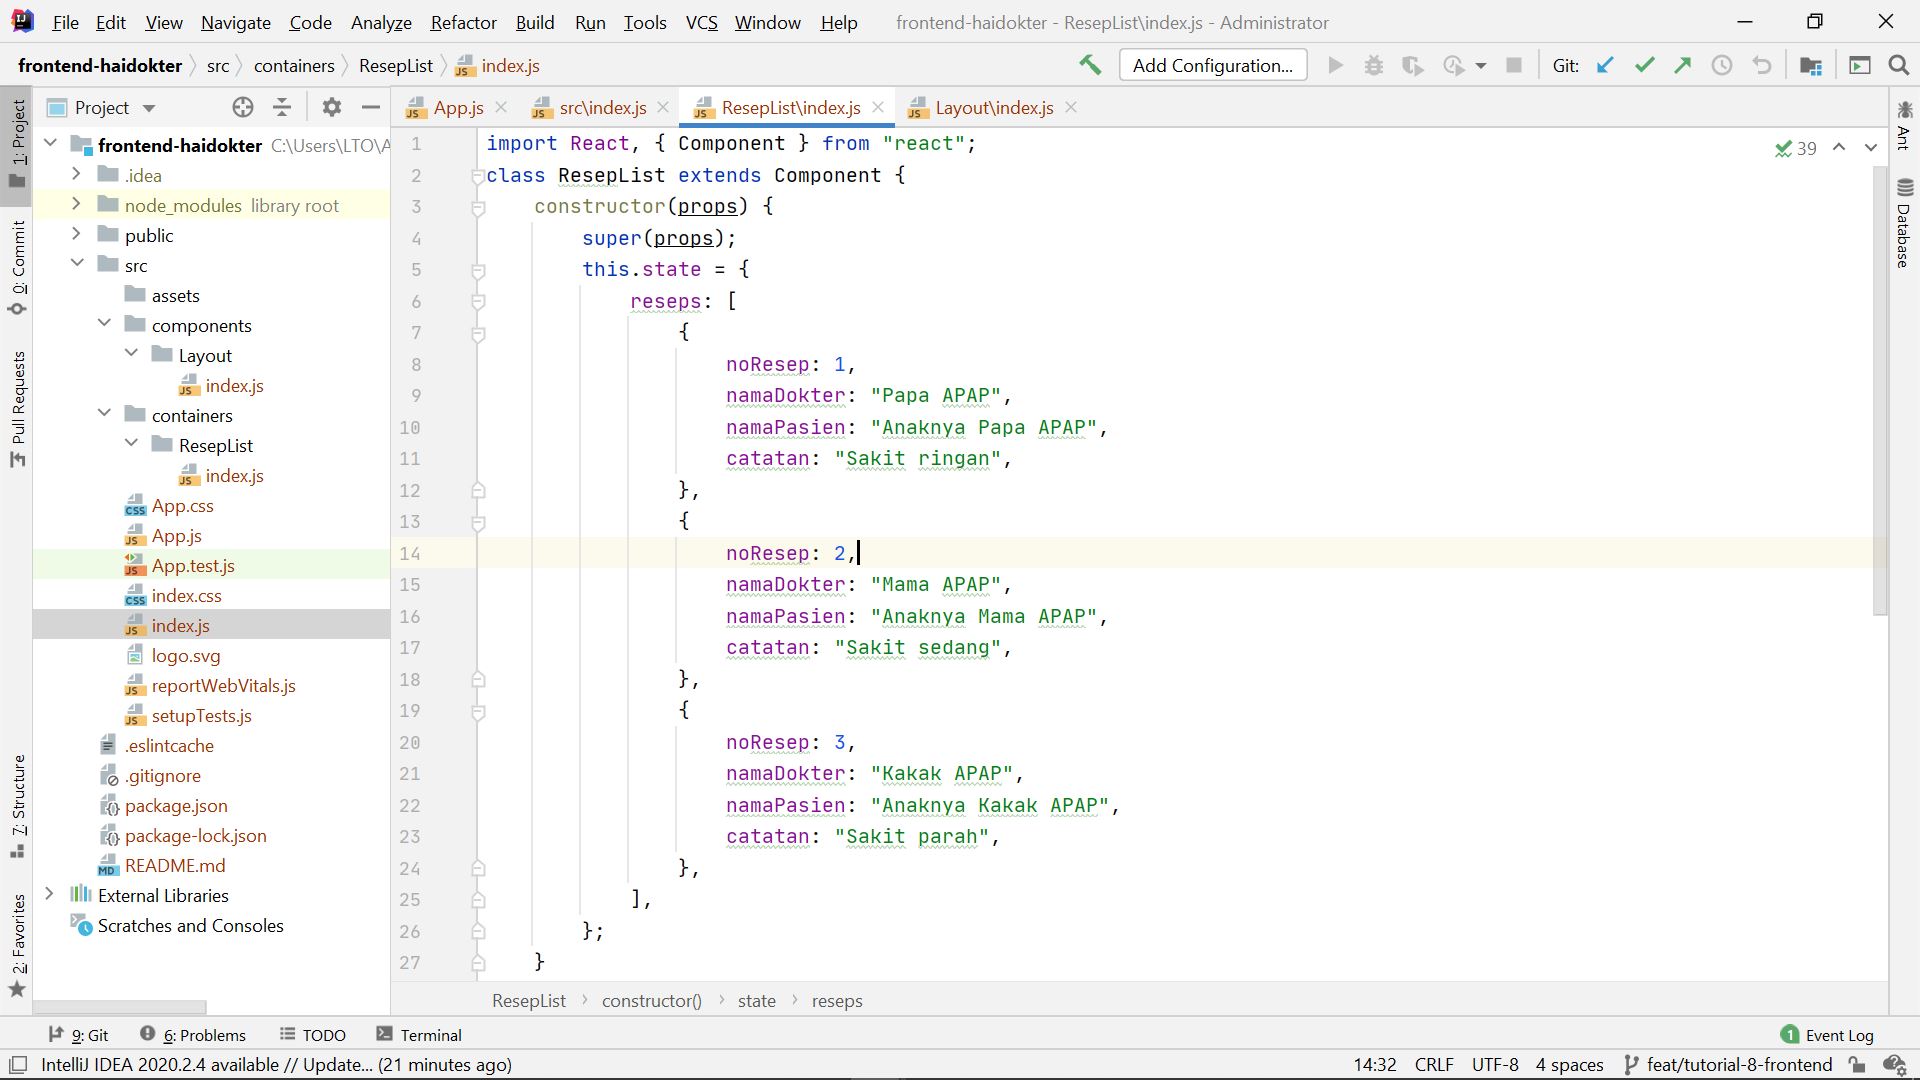 File Edit View Navigate Code Analyze Refactor Build Run Tools VCS Window Help frontend-haidokter - ResepList\index.js - Administrator
frontend-haidokter src containers ResepList index.js Add Configuration... Git:
Project
App.js src\index.js ResepList\index.js Layout\index.js
1: Project
0: Commit
Pull Requests
7: Structure
2: Favorites
frontend-haidokter C:\Users\LTO\A
.idea
node_modules library root
public
src
assets
components
Layout
index.js
containers
ResepList
index.js
App.css
App.js
App.test.js
index.css
index.js
logo.svg
reportWebVitals.js
setupTests.js
.eslintcache
.gitignore
package.json
package-lock.json
README.md
External Libraries
Scratches and Consoles
1 import React, { Component } from "react";
2 class ResepList extends Component {
3 constructor(props) {
4 super(props);
5 this.state = {
6 reseps: [
7 {
8 noResep: 1,
9 namaDokter: "Papa APAP",
10 namaPasien: "Anaknya Papa APAP",
11 catatan: "Sakit ringan",
12 },
13 {
14 noResep: 2,
15 namaDokter: "Mama APAP",
16 namaPasien: "Anaknya Mama APAP",
17 catatan: "Sakit sedang",
18 },
19 {
20 noResep: 3,
21 namaDokter: "Kakak APAP",
22 namaPasien: "Anaknya Kakak APAP",
23 catatan: "Sakit parah",
24 },
25 ],
26 };
27 }
39
Ant
Database
ResepList constructor() state reseps
9: Git 6: Problems TODO Terminal 1 Event Log
IntelliJ IDEA 2020.2.4 available // Update... (21 minutes ago) 14:32 CRLF UTF-8 4 spaces feat/tutorial-8-frontend